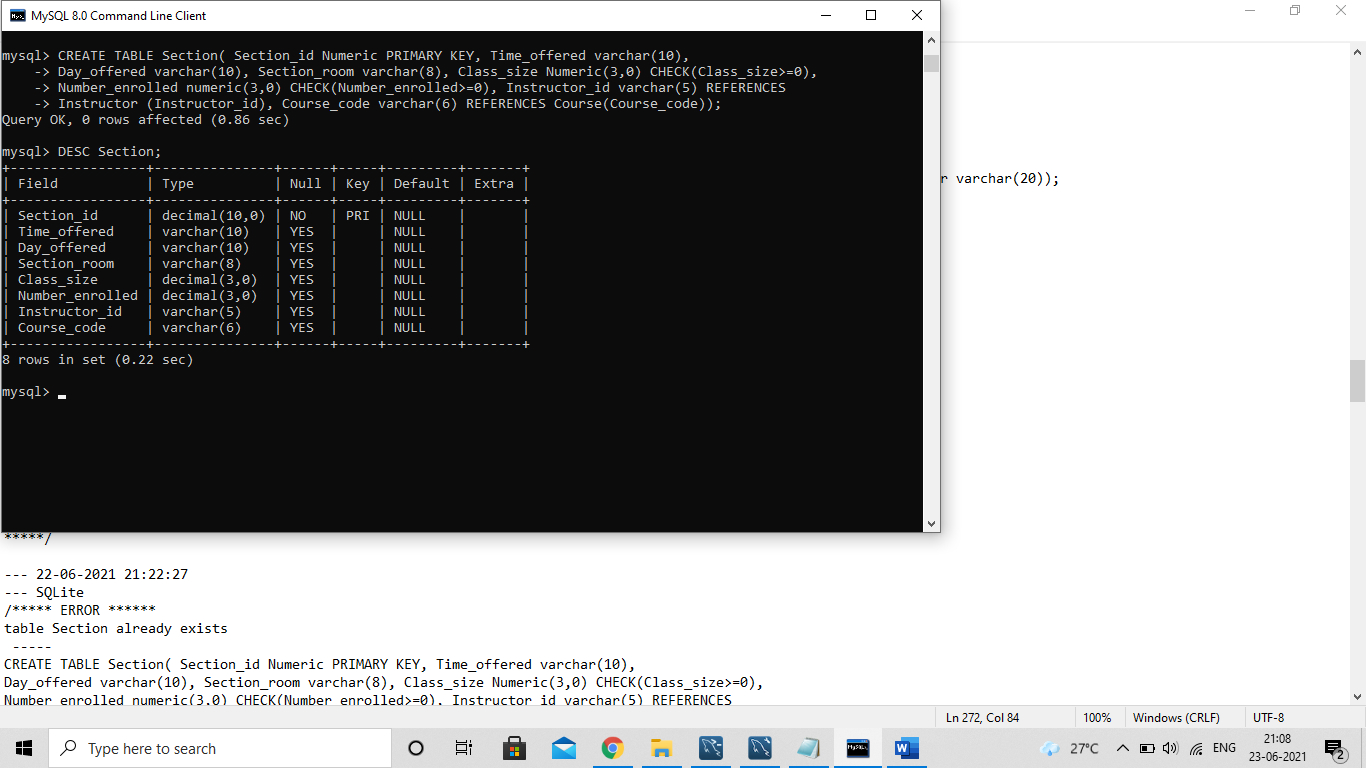 MySQL 8.0 Command Line Client
mysql> CREATE TABLE Section( Section_id Numeric PRIMARY KEY, Time_offered varchar(10),
    -> Day_offered varchar(10), Section_room varchar(8), Class_size Numeric(3,0) CHECK(Class_size>=0),
    -> Number_enrolled numeric(3,0) CHECK(Number_enrolled>=0), Instructor_id varchar(5) REFERENCES
    -> Instructor (Instructor_id), Course_code varchar(6) REFERENCES Course(Course_code));
Query OK, 0 rows affected (0.86 sec)
mysql> DESC Section;
+-----------------+---------------+------+-----+---------+-------+
| Field           | Type          | Null | Key | Default | Extra |
+-----------------+---------------+------+-----+---------+-------+
| Section_id      | decimal(10,0) | NO   | PRI | NULL    |       |
| Time_offered    | varchar(10)   | YES  |     | NULL    |       |
| Day_offered     | varchar(10)   | YES  |     | NULL    |       |
| Section_room    | varchar(8)    | YES  |     | NULL    |       |
| Class_size      | decimal(3,0)  | YES  |     | NULL    |       |
| Number_enrolled | decimal(3,0)  | YES  |     | NULL    |       |
| Instructor_id   | varchar(5)    | YES  |     | NULL    |       |
| Course_code     | varchar(6)    | YES  |     | NULL    |       |
+-----------------+---------------+------+-----+---------+-------+
8 rows in set (0.22 sec)
mysql>
r varchar(20));
*****/
--- 22-06-2021 21:22:27
--- SQLite
/***** ERROR ******
table Section already exists
 -----
CREATE TABLE Section( Section_id Numeric PRIMARY KEY, Time_offered varchar(10),
Day_offered varchar(10), Section_room varchar(8), Class_size Numeric(3,0) CHECK(Class_size>=0),
Number_enrolled numeric(3,0) CHECK(Number_enrolled>=0), Instructor_id varchar(5) REFERENCES
Ln 272, Col 84 100% Windows (CRLF) UTF-8
Type here to search
MySQL
W
27°C
ENG
21:08
23-06-2021
2